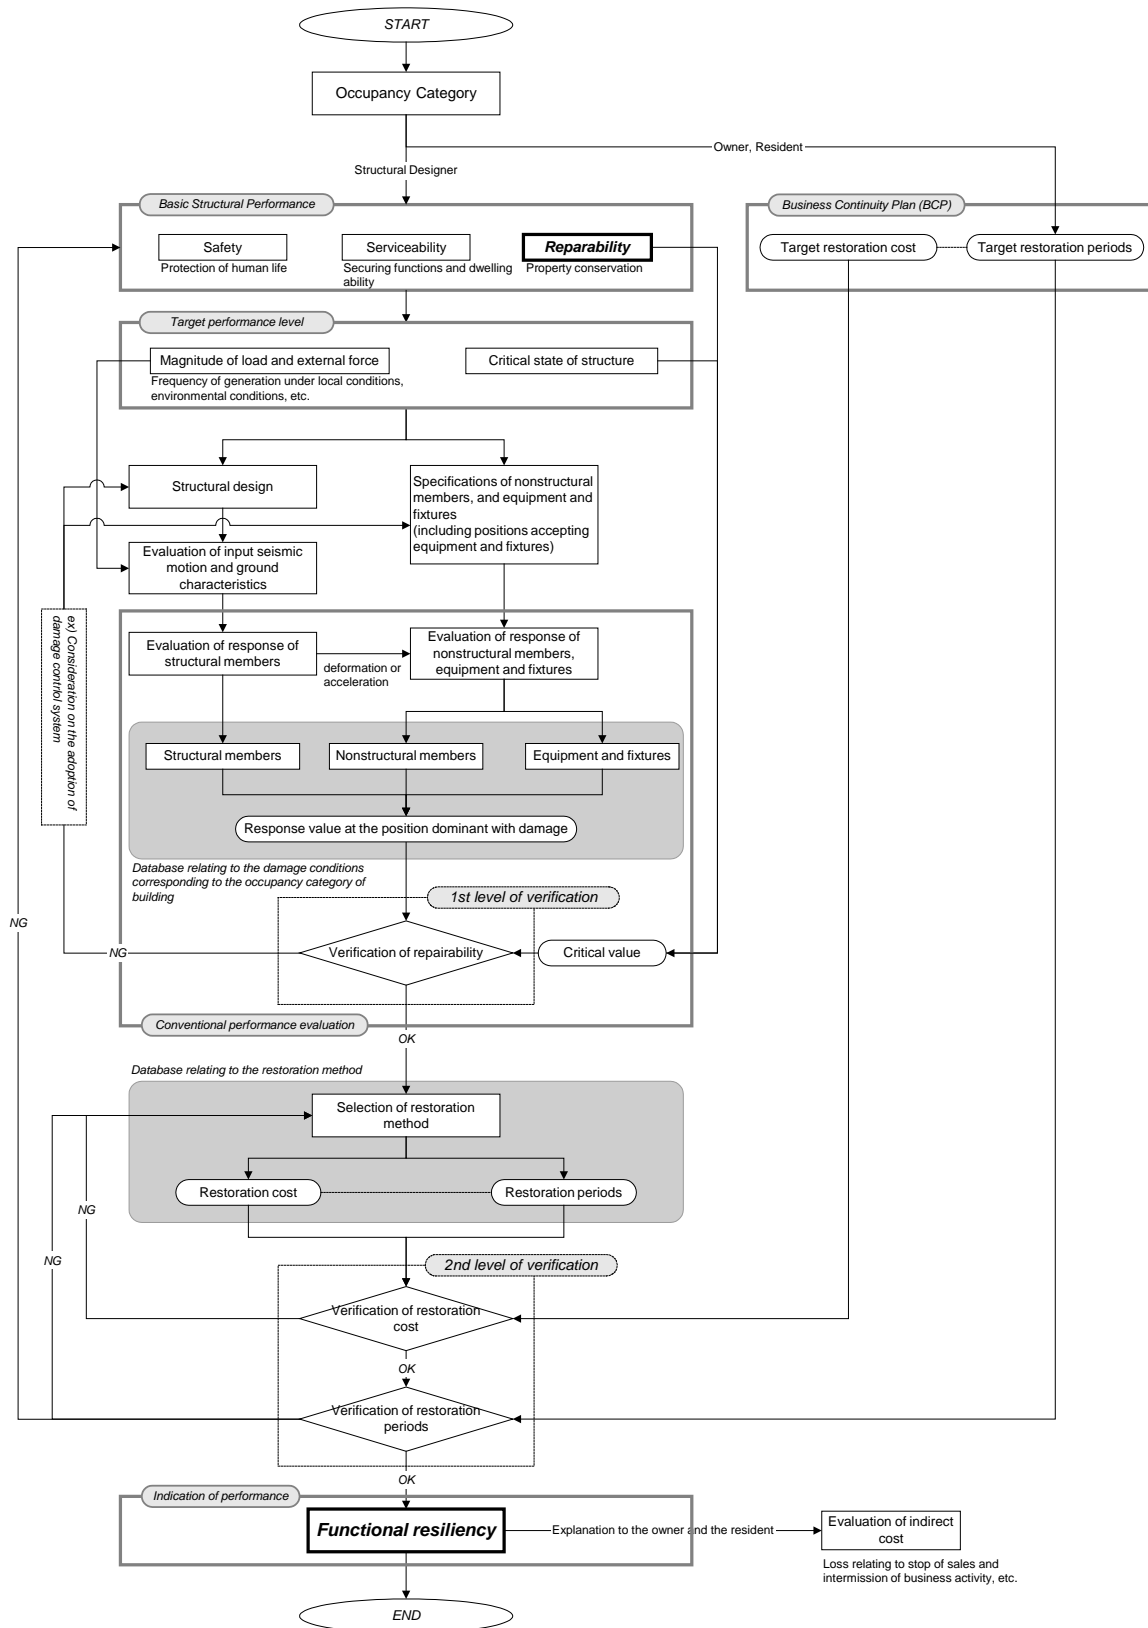 START
Occupancy Category
Owner, Resident
Structural Designer
Basic Structural Performance
Business Continuity Plan (BCP)
Safety
Serviceability
Reparability
Protection of human life
Securing functions and dwelling
ability
Property conservation
Target restoration cost
Target restoration periods
Target performance level
Magnitude of load and external force
Critical state of structure
Frequency of generation under local conditions,
environmental conditions, etc.
Structural design
Specifications of nonstructural
members, and equipment and
fixtures
(including positions accepting
equipment and fixtures)
Evaluation of input seismic
motion and ground
characteristics
ex) Consideration on the adoption of
damage contriol system
Evaluation of response of
structural members
deformation or
acceleration
Evaluation of response of
nonstructural members,
equipment and fixtures
Structural members
Nonstructural members
Equipment and fixtures
Response value at the position dominant with damage
Database relating to the damage conditions
corresponding to the occupancy category of
building
1st level of verification
NG
NG
Verification of repairability
Critical value
Conventional performance evaluation
OK
Database relating to the restoration method
Selection of restoration
method
Restoration cost
Restoration periods
NG
NG
2nd level of verification
Verification of restoration
cost
OK
Verification of restoration
periods
OK
Indication of performance
Functional resiliency
Explanation to the owner and the resident
Evaluation of indirect
cost
Loss relating to stop of sales and
intermission of business activity, etc.
END